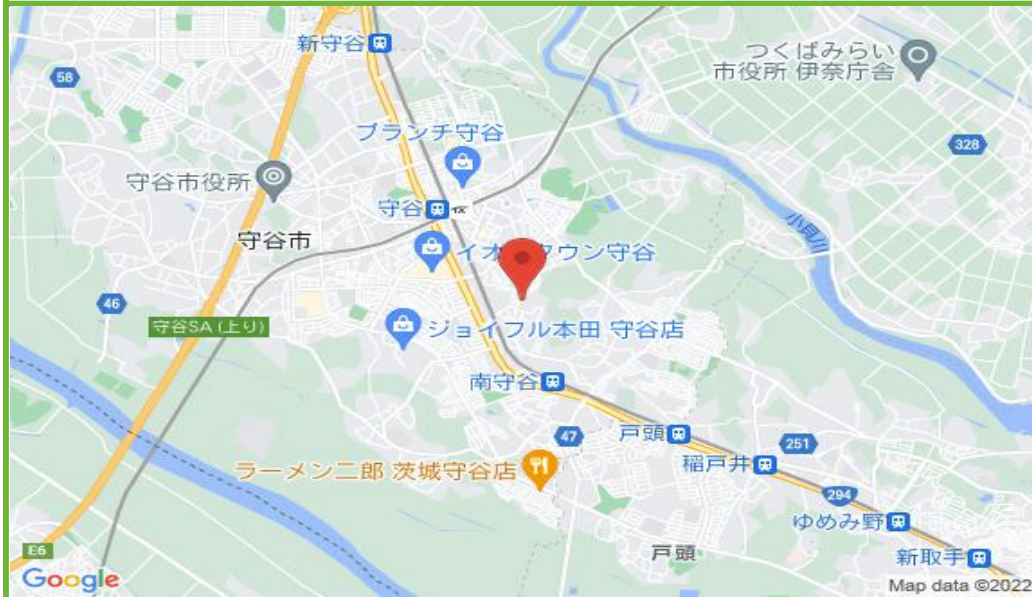 新守谷
つくばみらい
市役所 伊奈庁舎
58
ブランチ守谷
328
守谷市役所
守谷
小貝川
守谷市
イオンタウン守谷
46
守谷SA (上り)
ジョイフル本田 守谷店
南守谷
47
戸頭
251
稲戸井
ラーメン二郎 茨城守谷店
294
ゆめみ野
E6
戸頭
新取手
Google
Map data ©2022